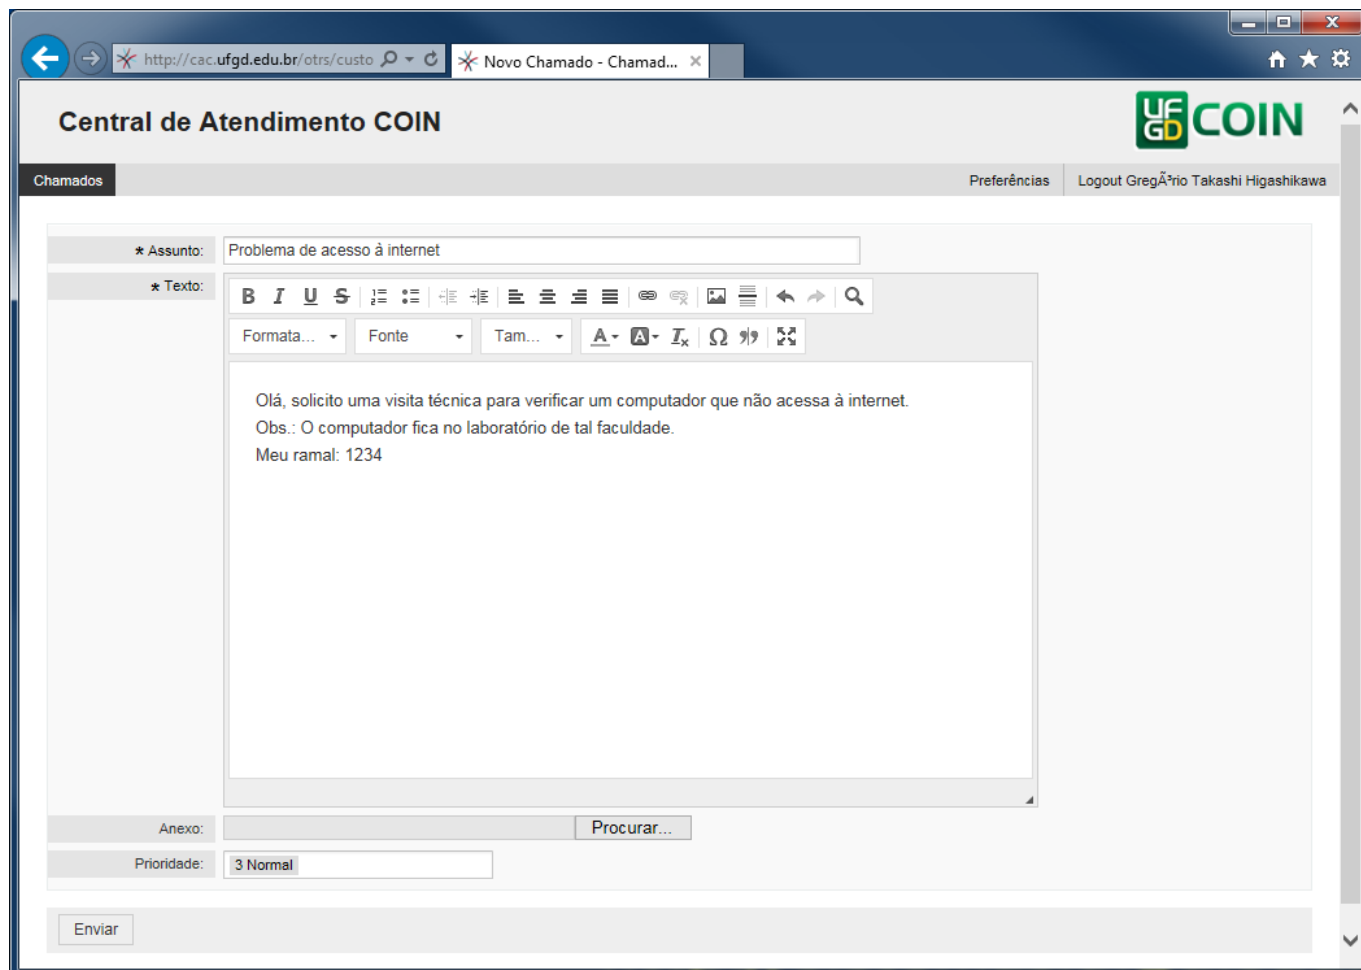 http://cac.ufgd.edu.br/otrs/custo
Novo Chamado - Chamad...
Central de Atendimento COIN
UFGD COIN
Chamados
Preferências
Logout GregÃ³rio Takashi Higashikawa
* Assunto:
Problema de acesso à internet
* Texto:
B I U S
Formata...
Fonte
Tam...
A A Ix Ω
Olá, solicito uma visita técnica para verificar um computador que não acessa à internet.
Obs.: O computador fica no laboratório de tal faculdade.
Meu ramal: 1234
Anexo:
Procurar...
Prioridade:
3 Normal
Enviar